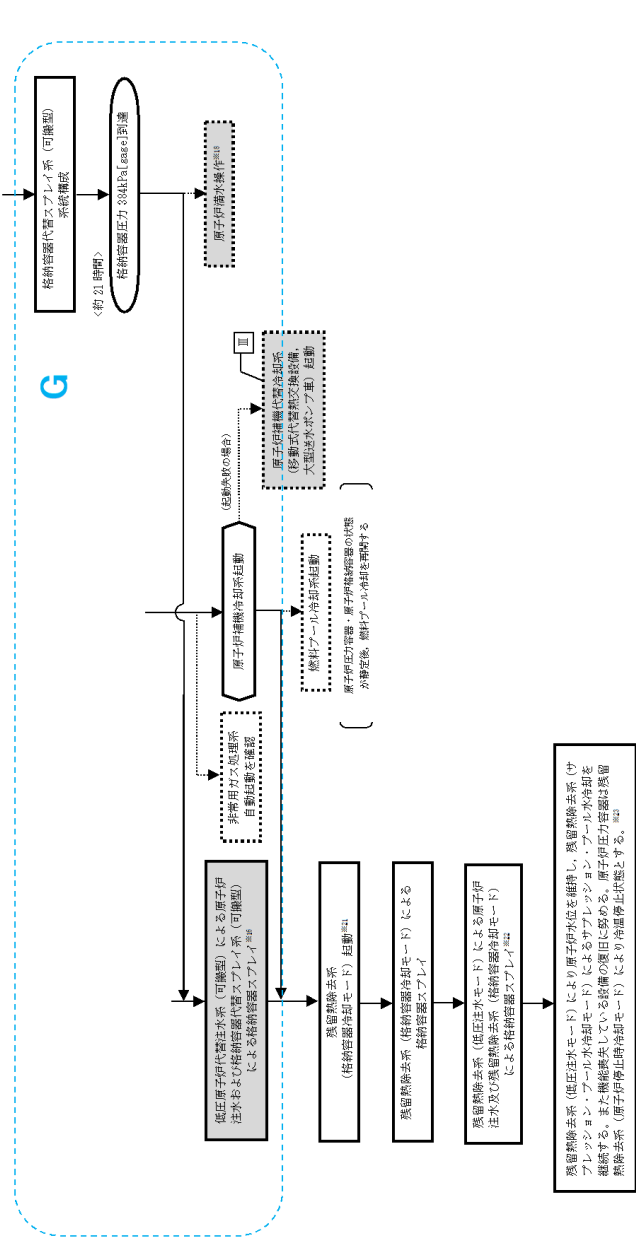 格納容器代替スプレイ系（可搬型）
系統構成
<約 21 時間>
格納容器圧力 384kPa[gage]到達
原子炉満水操作※18
G
Ⅲ
原子炉補機代替冷却系
(移動式代替熱交換設備,
大型送水ポンプ車）起動
(起動失敗の場合)
原子炉補機冷却系起動
燃料プール冷却系起動
原子炉圧力容器・原子炉格納容器の状態
が静定後，燃料プール冷却を再開する
非常用ガス処理系
自動起動を確認
低圧原子炉代替注水系（可搬型）による原子炉
注水および格納容器代替スプレイ系（可搬型）
による格納容器スプレイ
残留熱除去系
(格納容器冷却モード）起動※21
残留熱除去系（格納容器冷却モード）による
格納容器スプレイ
残留熱除去系（低圧注水モード）による原子炉
注水及び残留熱除去系（格納容器冷却モード）
による格納容器スプレイ※22
残留熱除去系（低圧注水モード）により原子炉水位を維持し，残留熱除去系（サ
プレッション・プール水冷却モード）によるサプレッション・プール水冷却を
継続する。また機能喪失している設備の復旧に努める。原子炉圧力容器は残留
熱除去系（原子炉停止時冷却モード）により冷温停止状態とする。※23